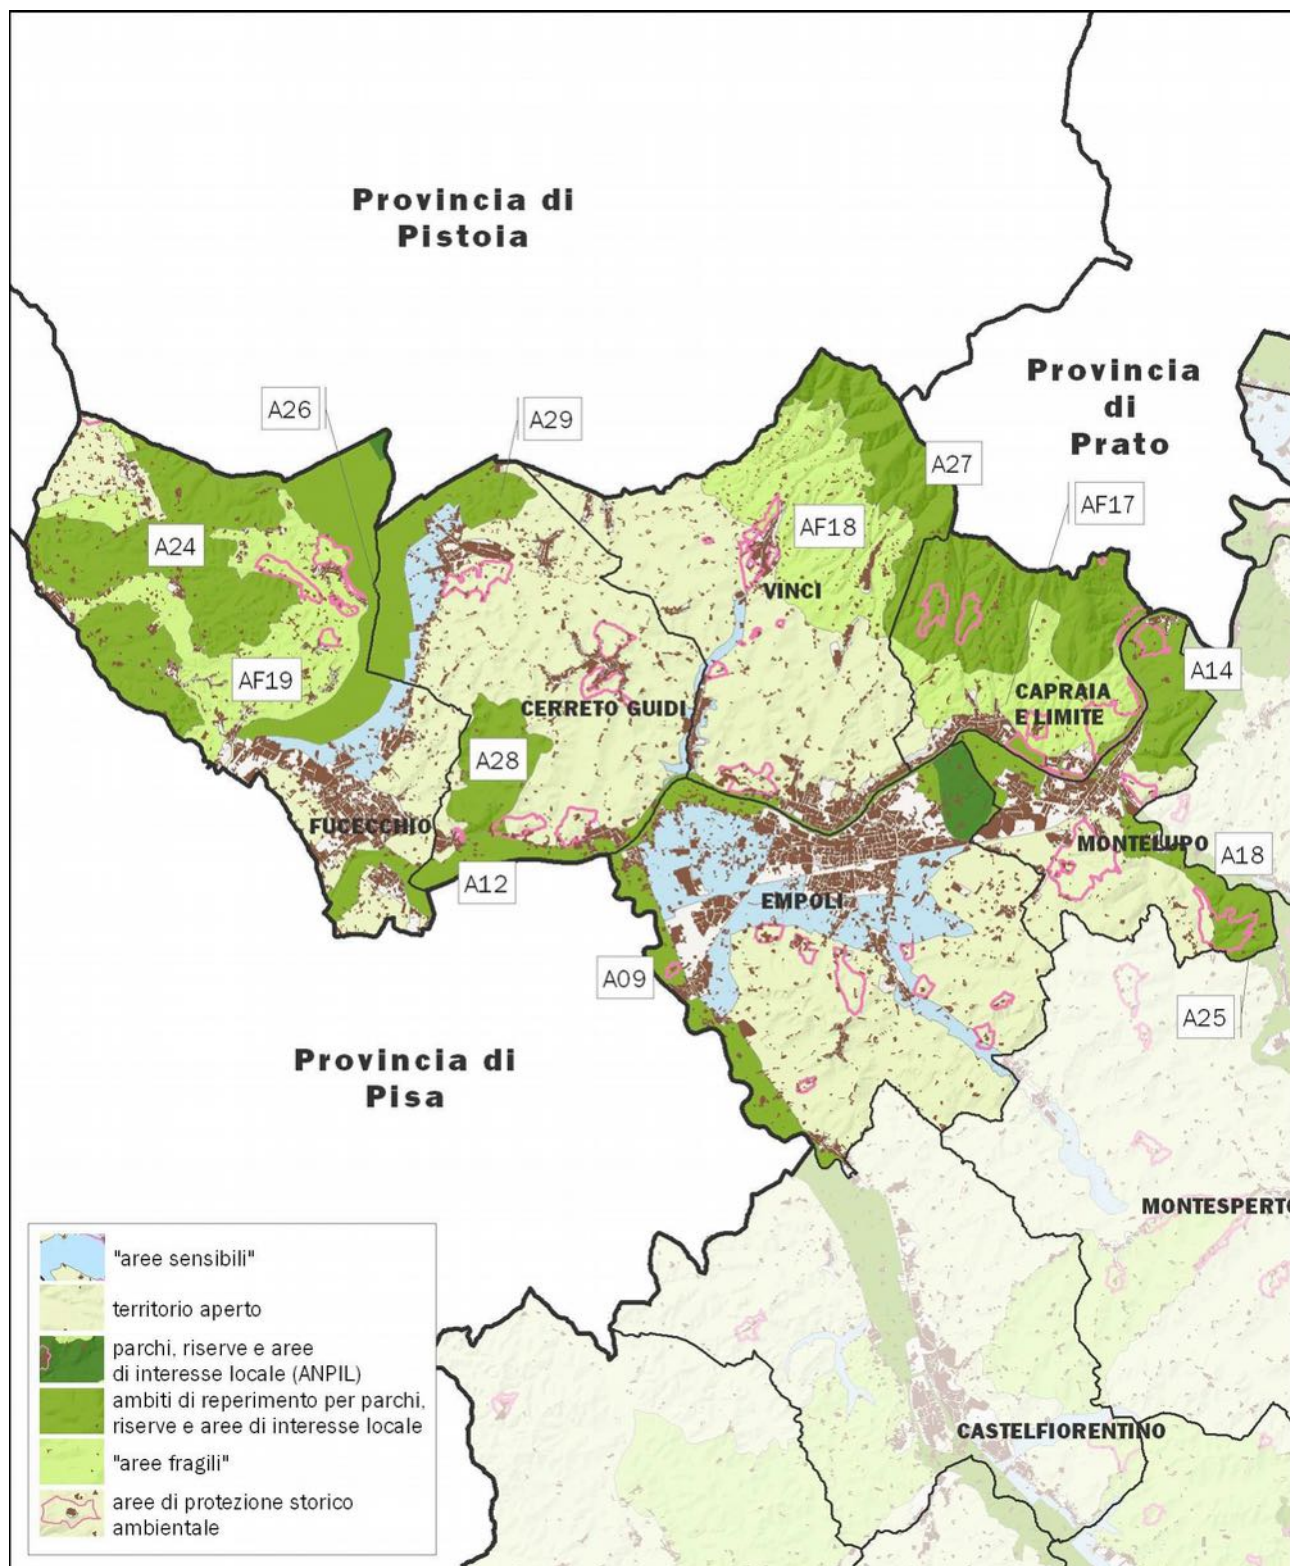 Provincia di
Pistoia
Provincia
di
Prato
A26
A29
A27
AF17
A24
AF18
VINCI
AF19
CERRETO GUIDI
CAPRAIA
E LIMITE
A14
A28
FUCECCHIO
MONTELUPO
A18
A12
EMPOLI
A09
A25
Provincia di
Pisa
MONTESPERTO
"aree sensibili"
territorio aperto
parchi, riserve e aree
di interesse locale (ANPIL)
ambiti di reperimento per parchi,
riserve e aree di interesse locale
"aree fragili"
aree di protezione storico
ambientale
CASTELFIORENTINO